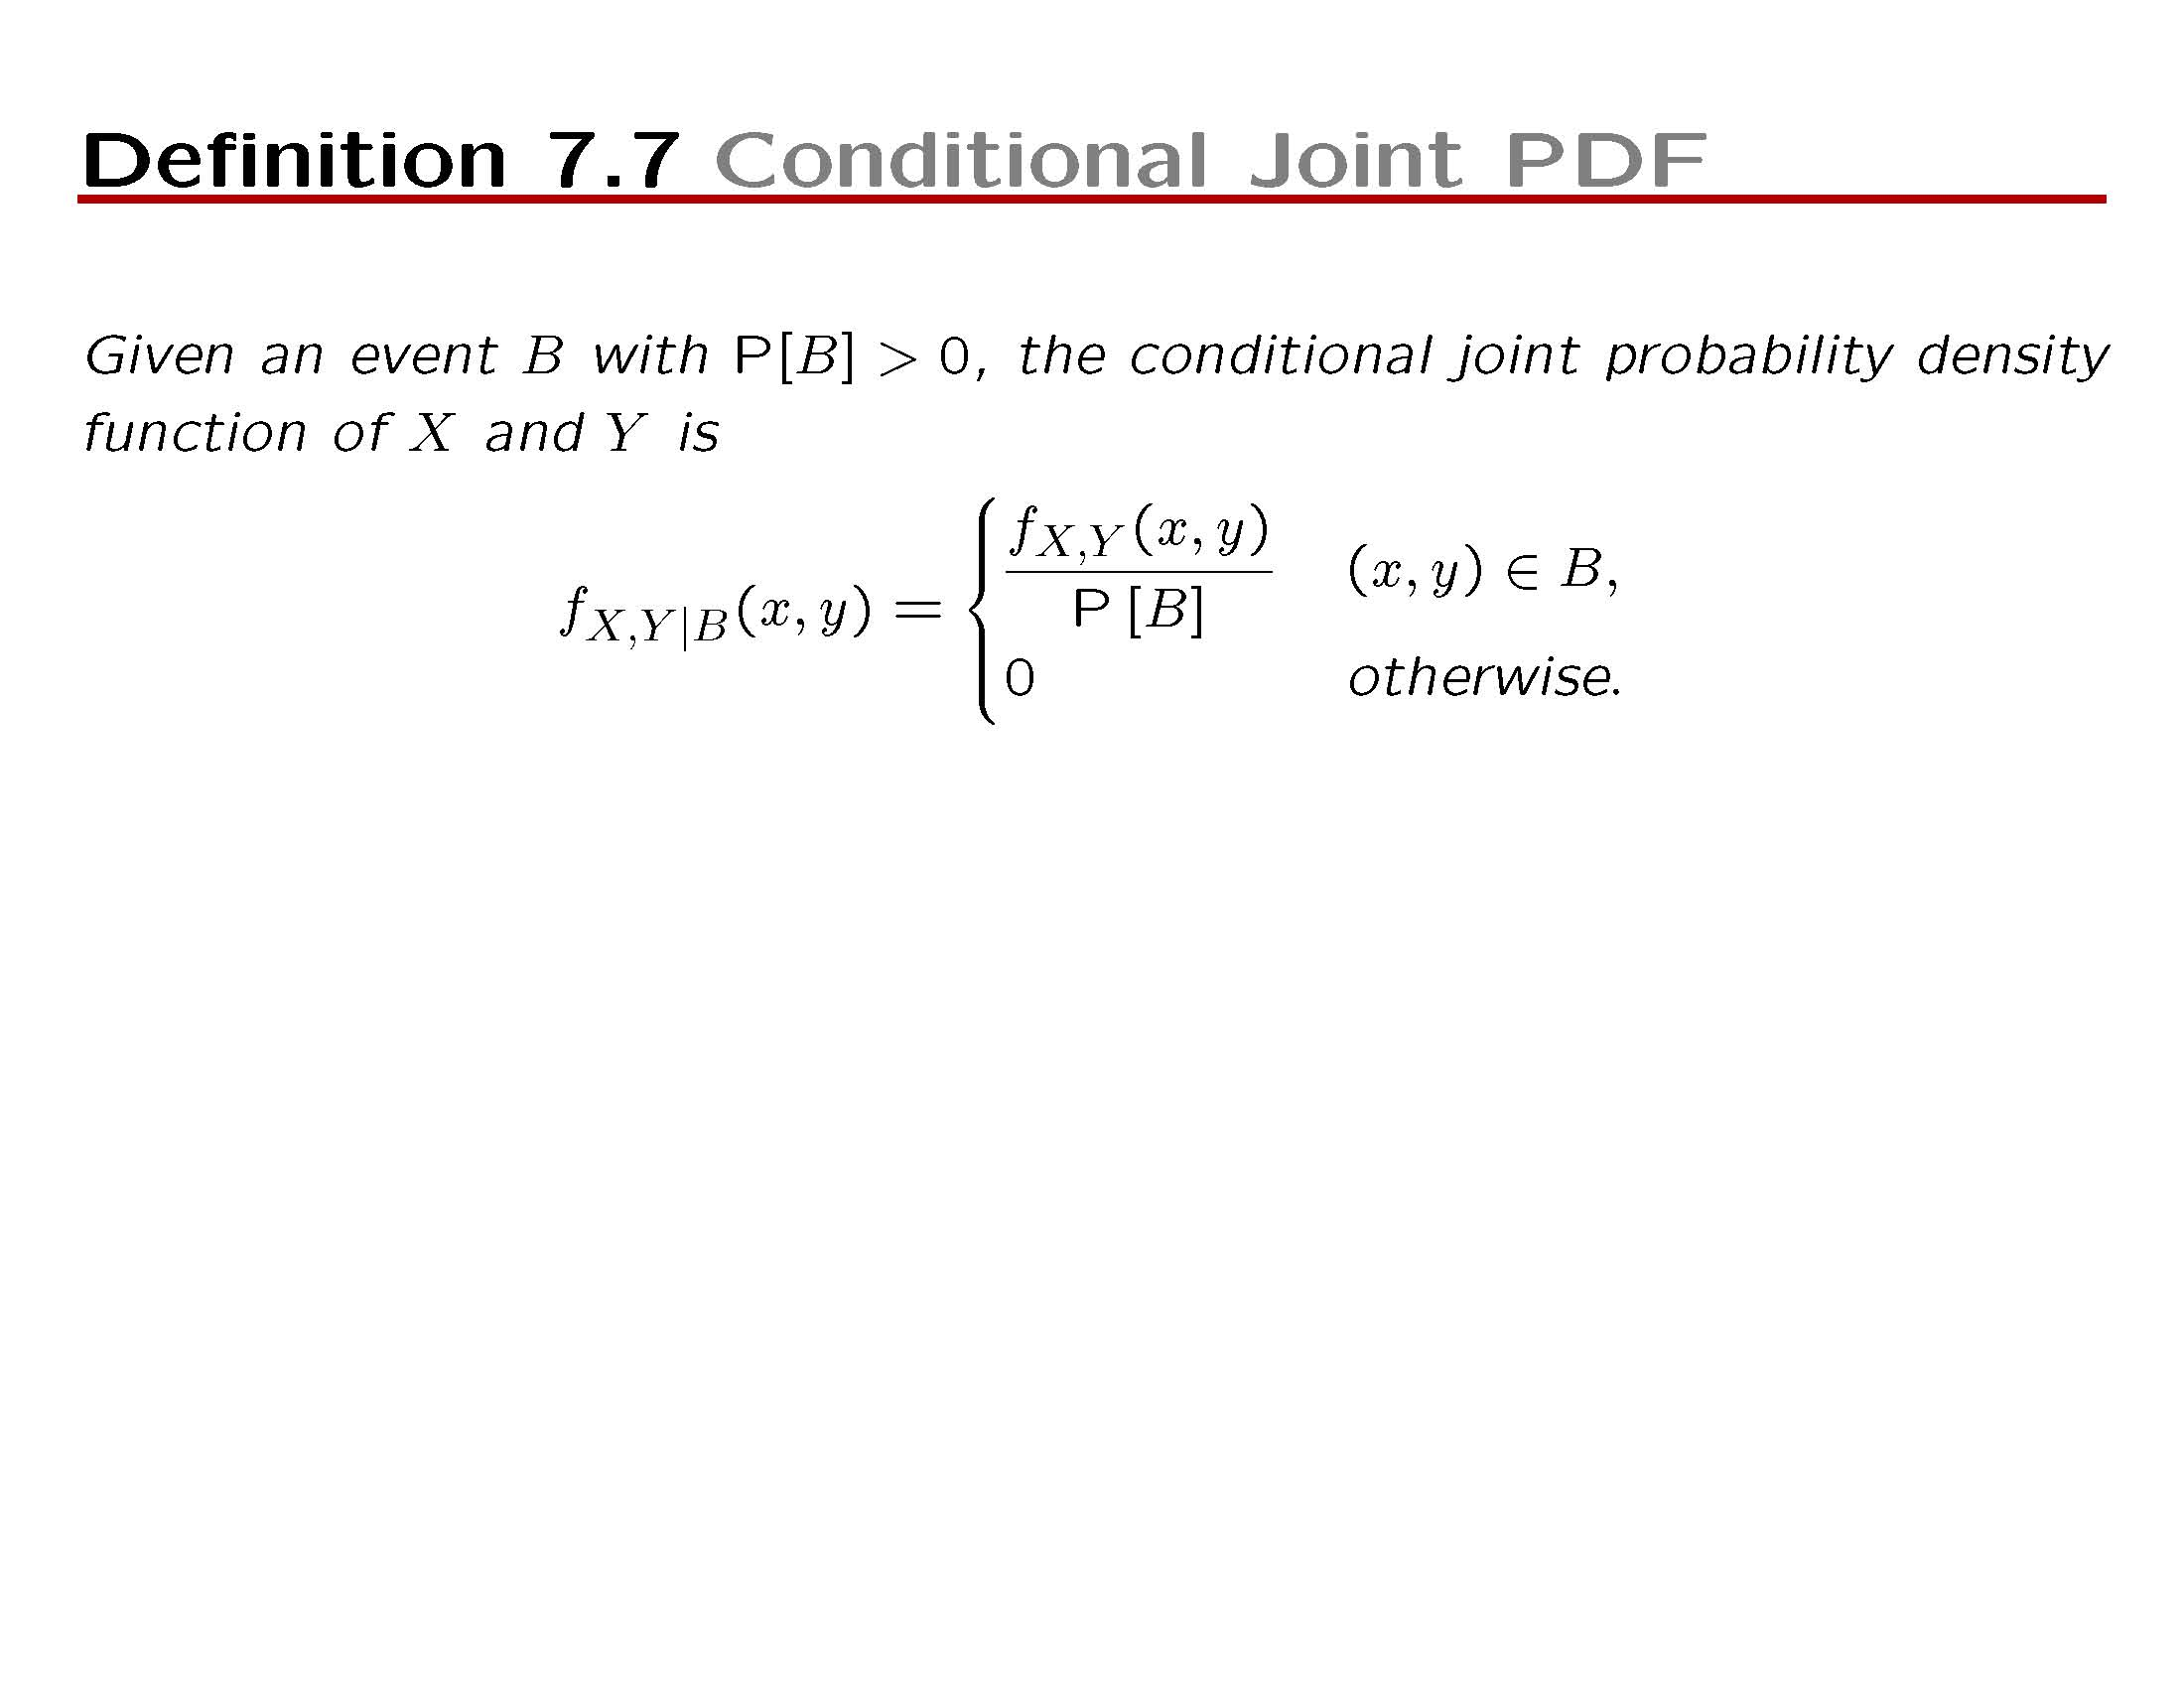 Definition 7.7 Conditional Joint PDF
Given an event B with P[B] > 0, the conditional joint probability density
function of X and Y is
f_{X,Y|B}(x, y) = { f_{X,Y}(x, y) / P [B]   (x, y) ∈ B,
0   otherwise.